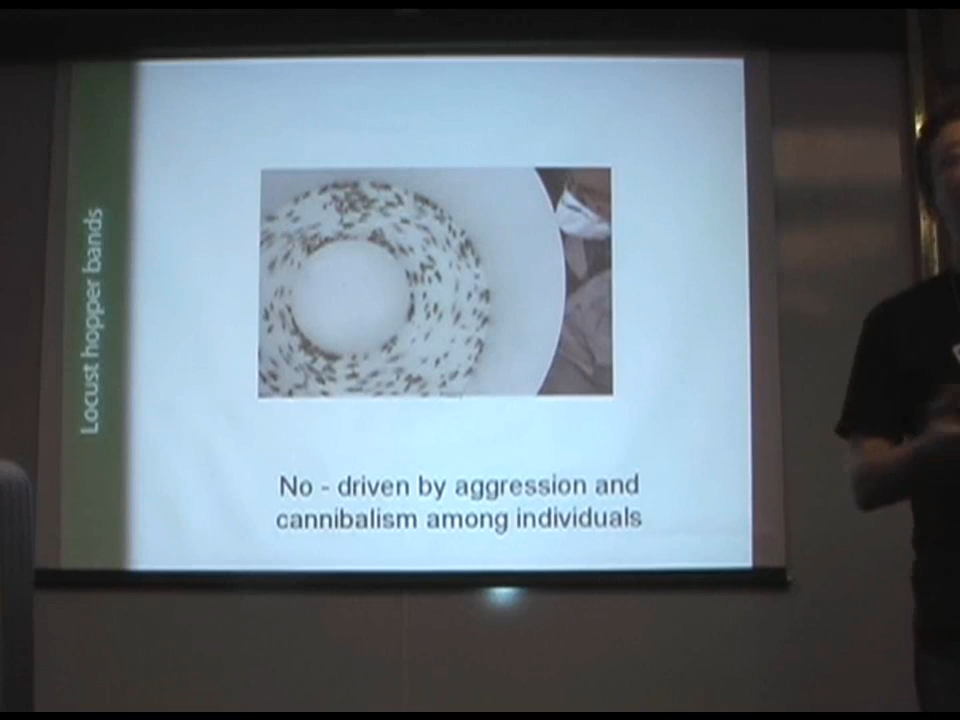 Locust hopper bands
No - driven by aggression and
cannibalism among individuals